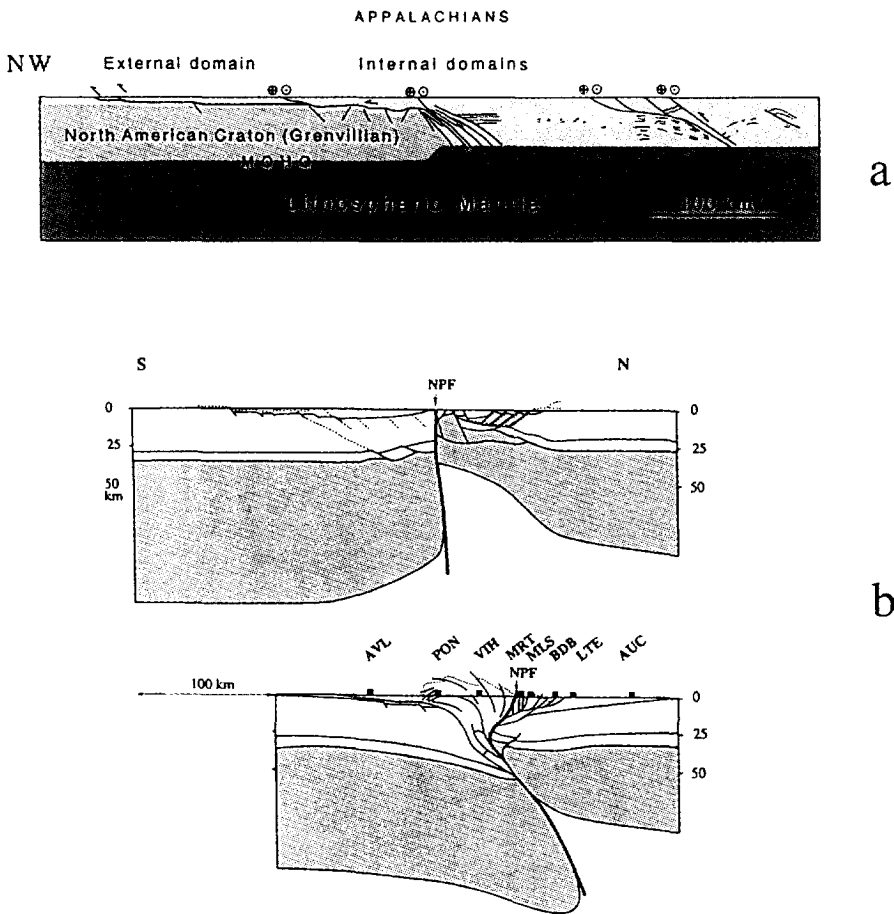 APPALACHIANS
NW
External domain
Internal domains
North American Craton (Grenvillian)
MOHO
Lithospheric Mantle
100 km
a
S
N
NPF
0
0
25
25
50
km
50
b
AVL
PON
VIH
MRT
MLS
BDB
LTE
AUC
NPF
100 km
0
25
50